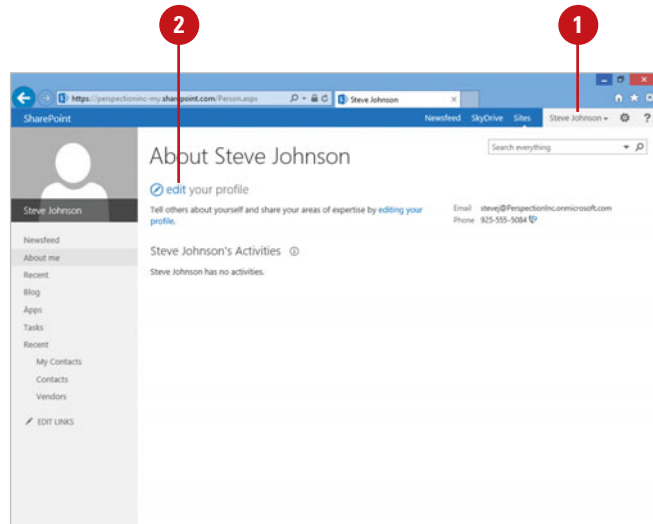 2
1
https://perspectioninc-my.sharepoint.com/Person.aspx
Steve Johnson
SharePoint
Newsfeed SkyDrive Sites Steve Johnson ?
Search everything
About Steve Johnson
edit your profile
Tell others about yourself and share your areas of expertise by editing your
profile.
Email stevej@PerspectionInc.onmicrosoft.com
Phone 925-555-5084
Steve Johnson's Activities
Steve Johnson has no activities.
Steve Johnson
Newsfeed
About me
Recent
Blog
Apps
Tasks
Recent
My Contacts
Contacts
Vendors
EDIT LINKS